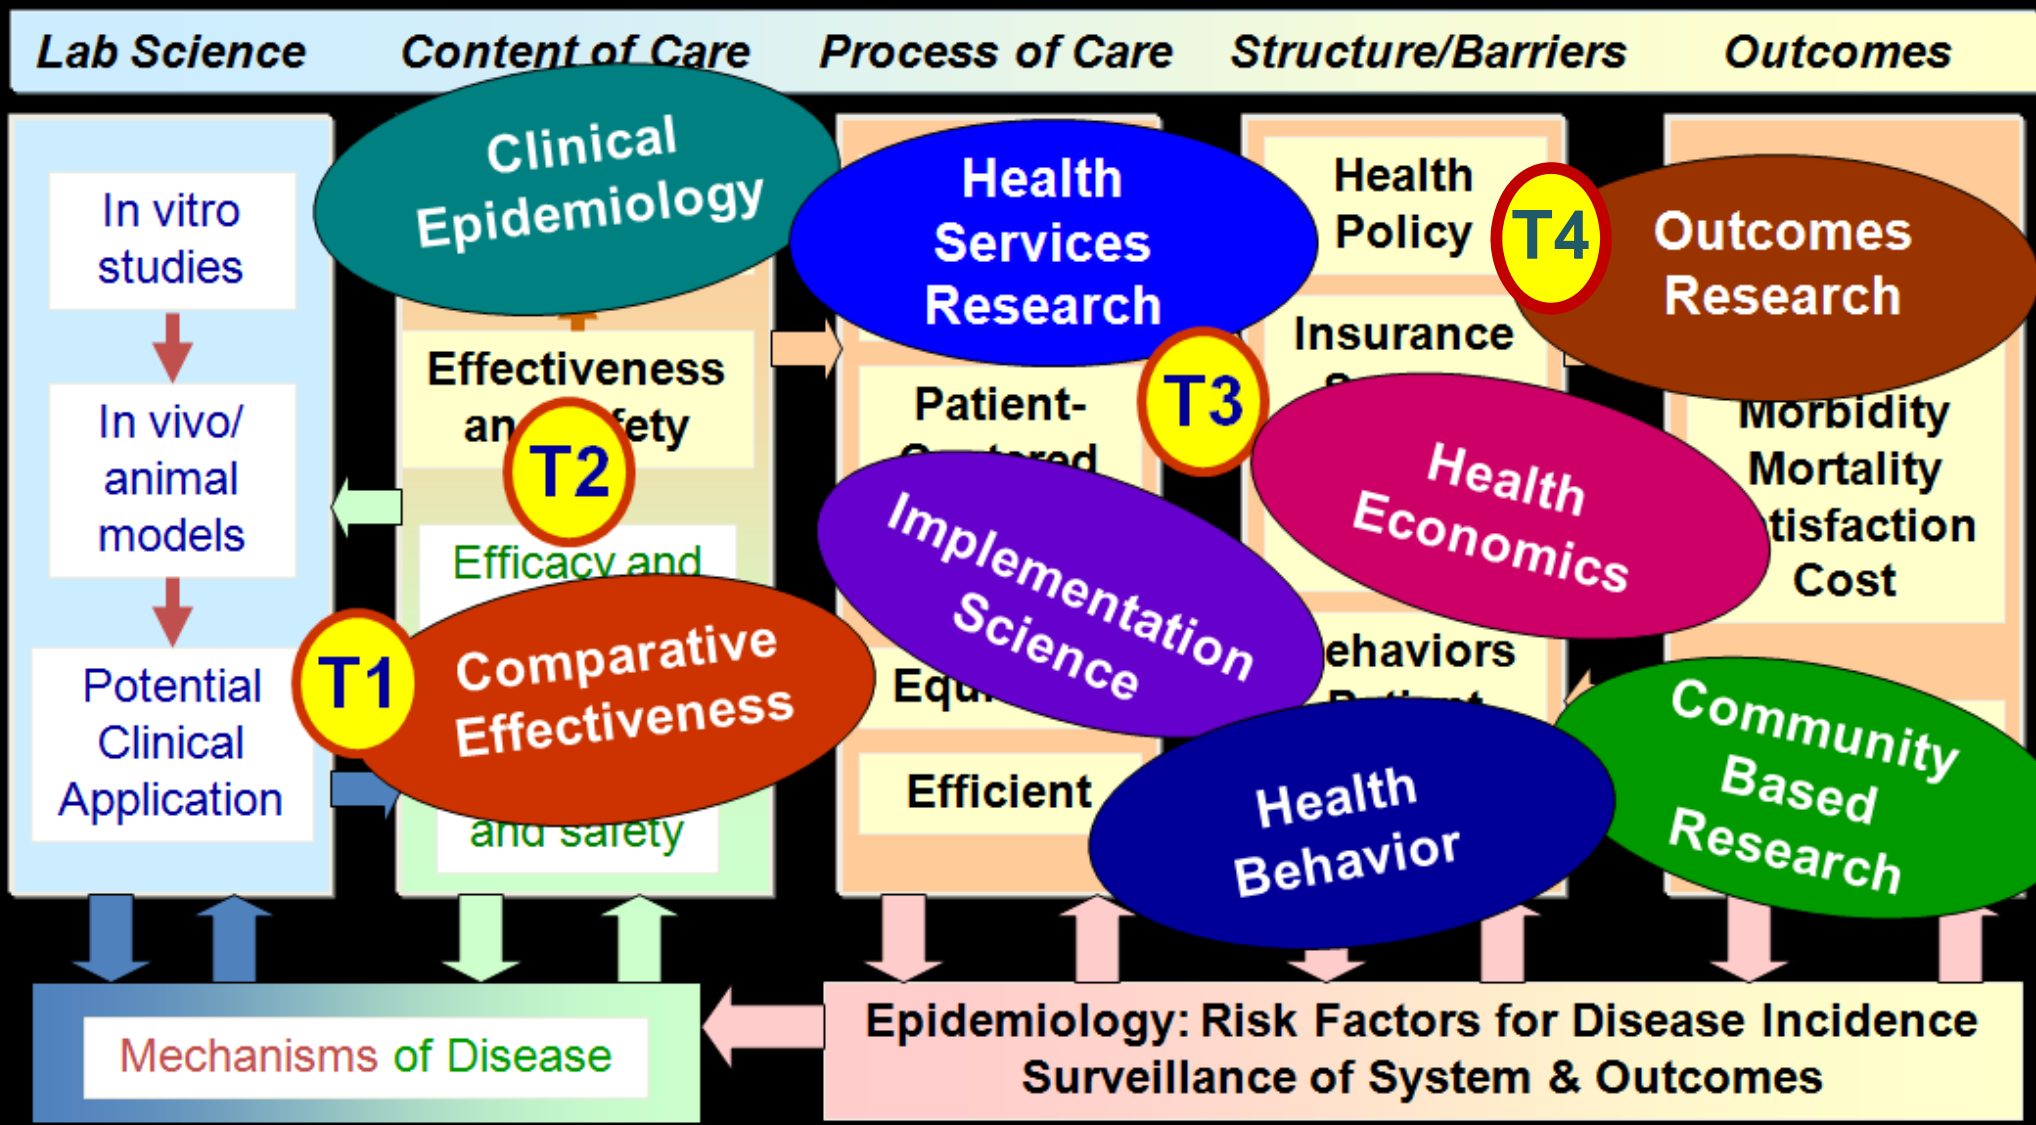 Lab Science
Content of Care
Process of Care
Structure/Barriers
Outcomes
In vitro
studies
In vivo/
animal
models
Potential
Clinical
Application
Clinical
Epidemiology
Effectiveness
T2
Efficacy and
T1
Comparative
Effectiveness
and safety
Health
Services
Research
Patient-
T3
Implementation
Science
Efficient
Health
Policy
Insurance
Health
Economics
Health
Behavior
T4
Outcomes
Research
Morbidity
Mortality
Cost
Community
Based
Research
Mechanisms of Disease
Epidemiology: Risk Factors for Disease Incidence
Surveillance of System & Outcomes